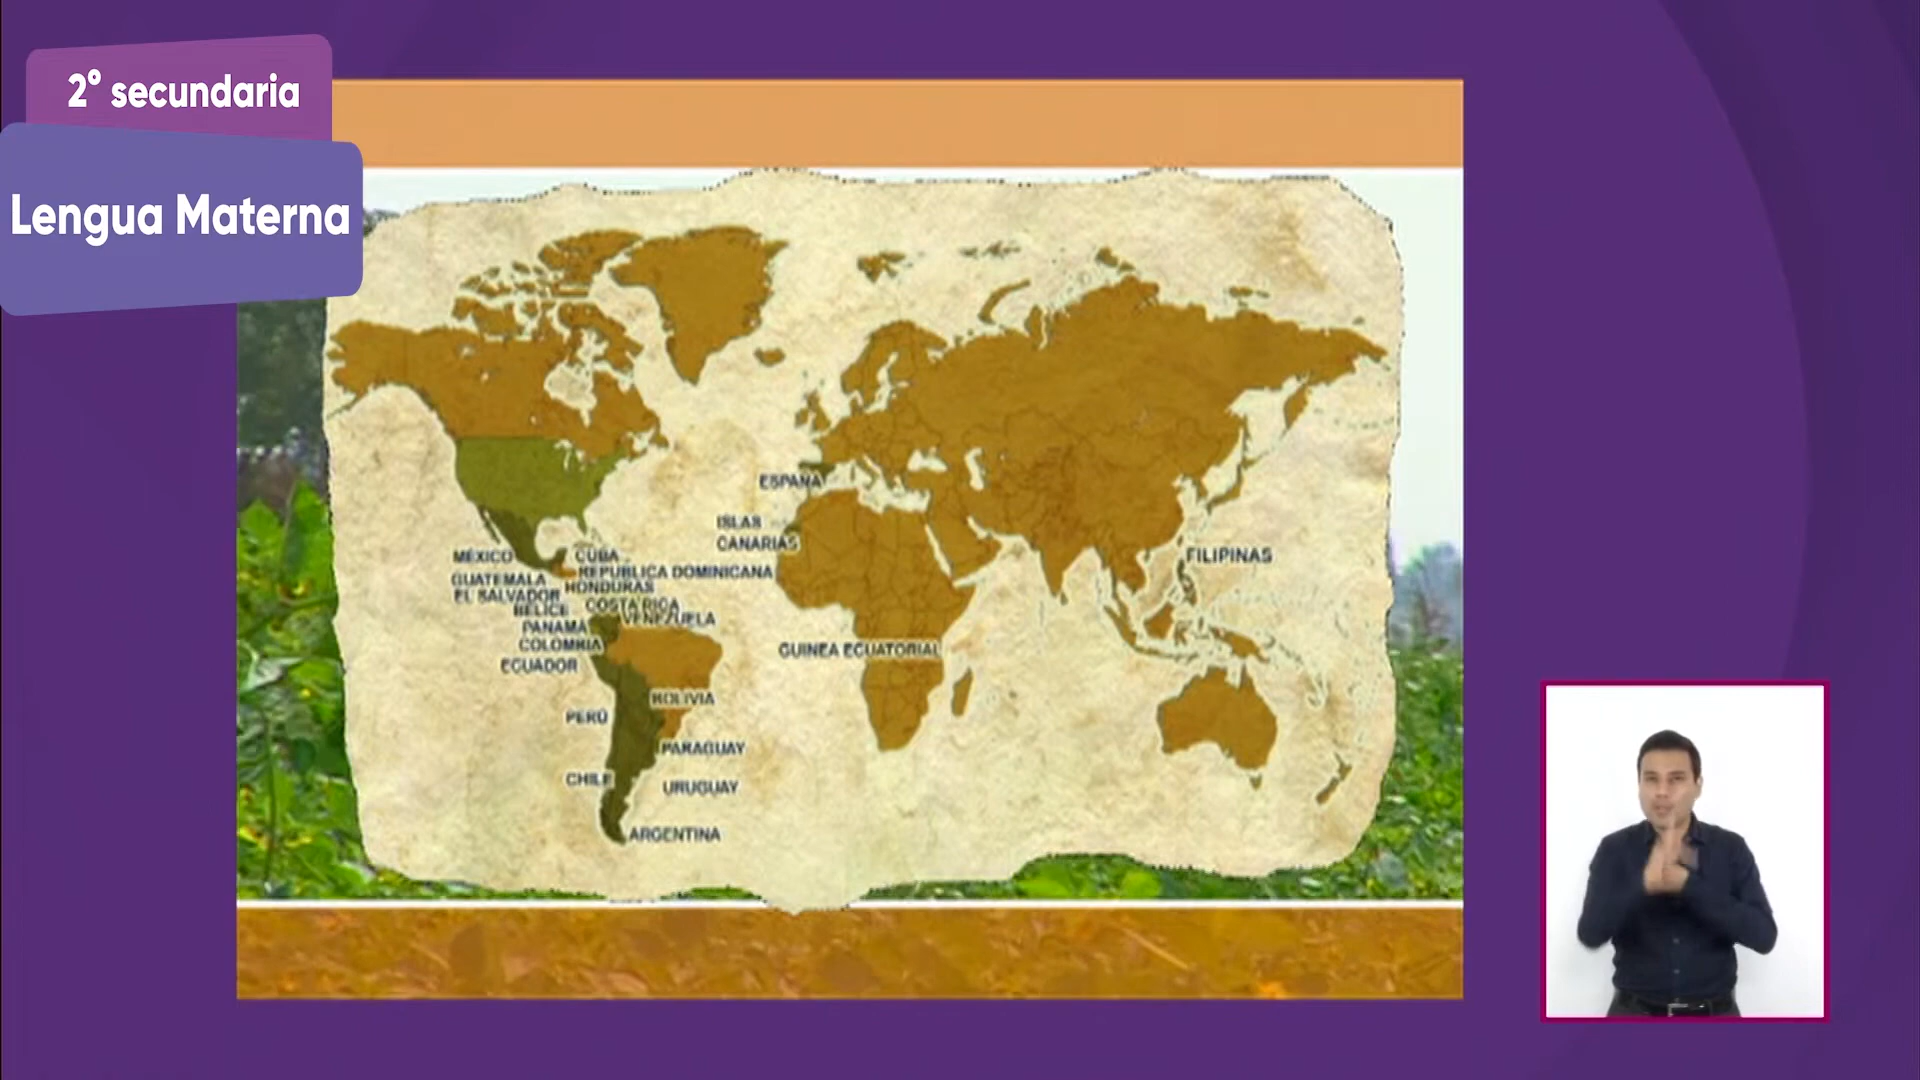 2° secundaria
Lengua Materna
ESPAÑA
ISLAS
CANARIAS
MÉXICO
CUBA
REPUBLICA DOMINICANA
GUATEMALA
HONDURAS
EL SALVADOR
BELICE
COSTA RICA
VENEZUELA
PANAMÁ
COLOMBIA
ECUADOR
FILIPINAS
GUINEA ECUATORIAL
BOLIVIA
PERÚ
PARAGUAY
CHILE
URUGUAY
ARGENTINA